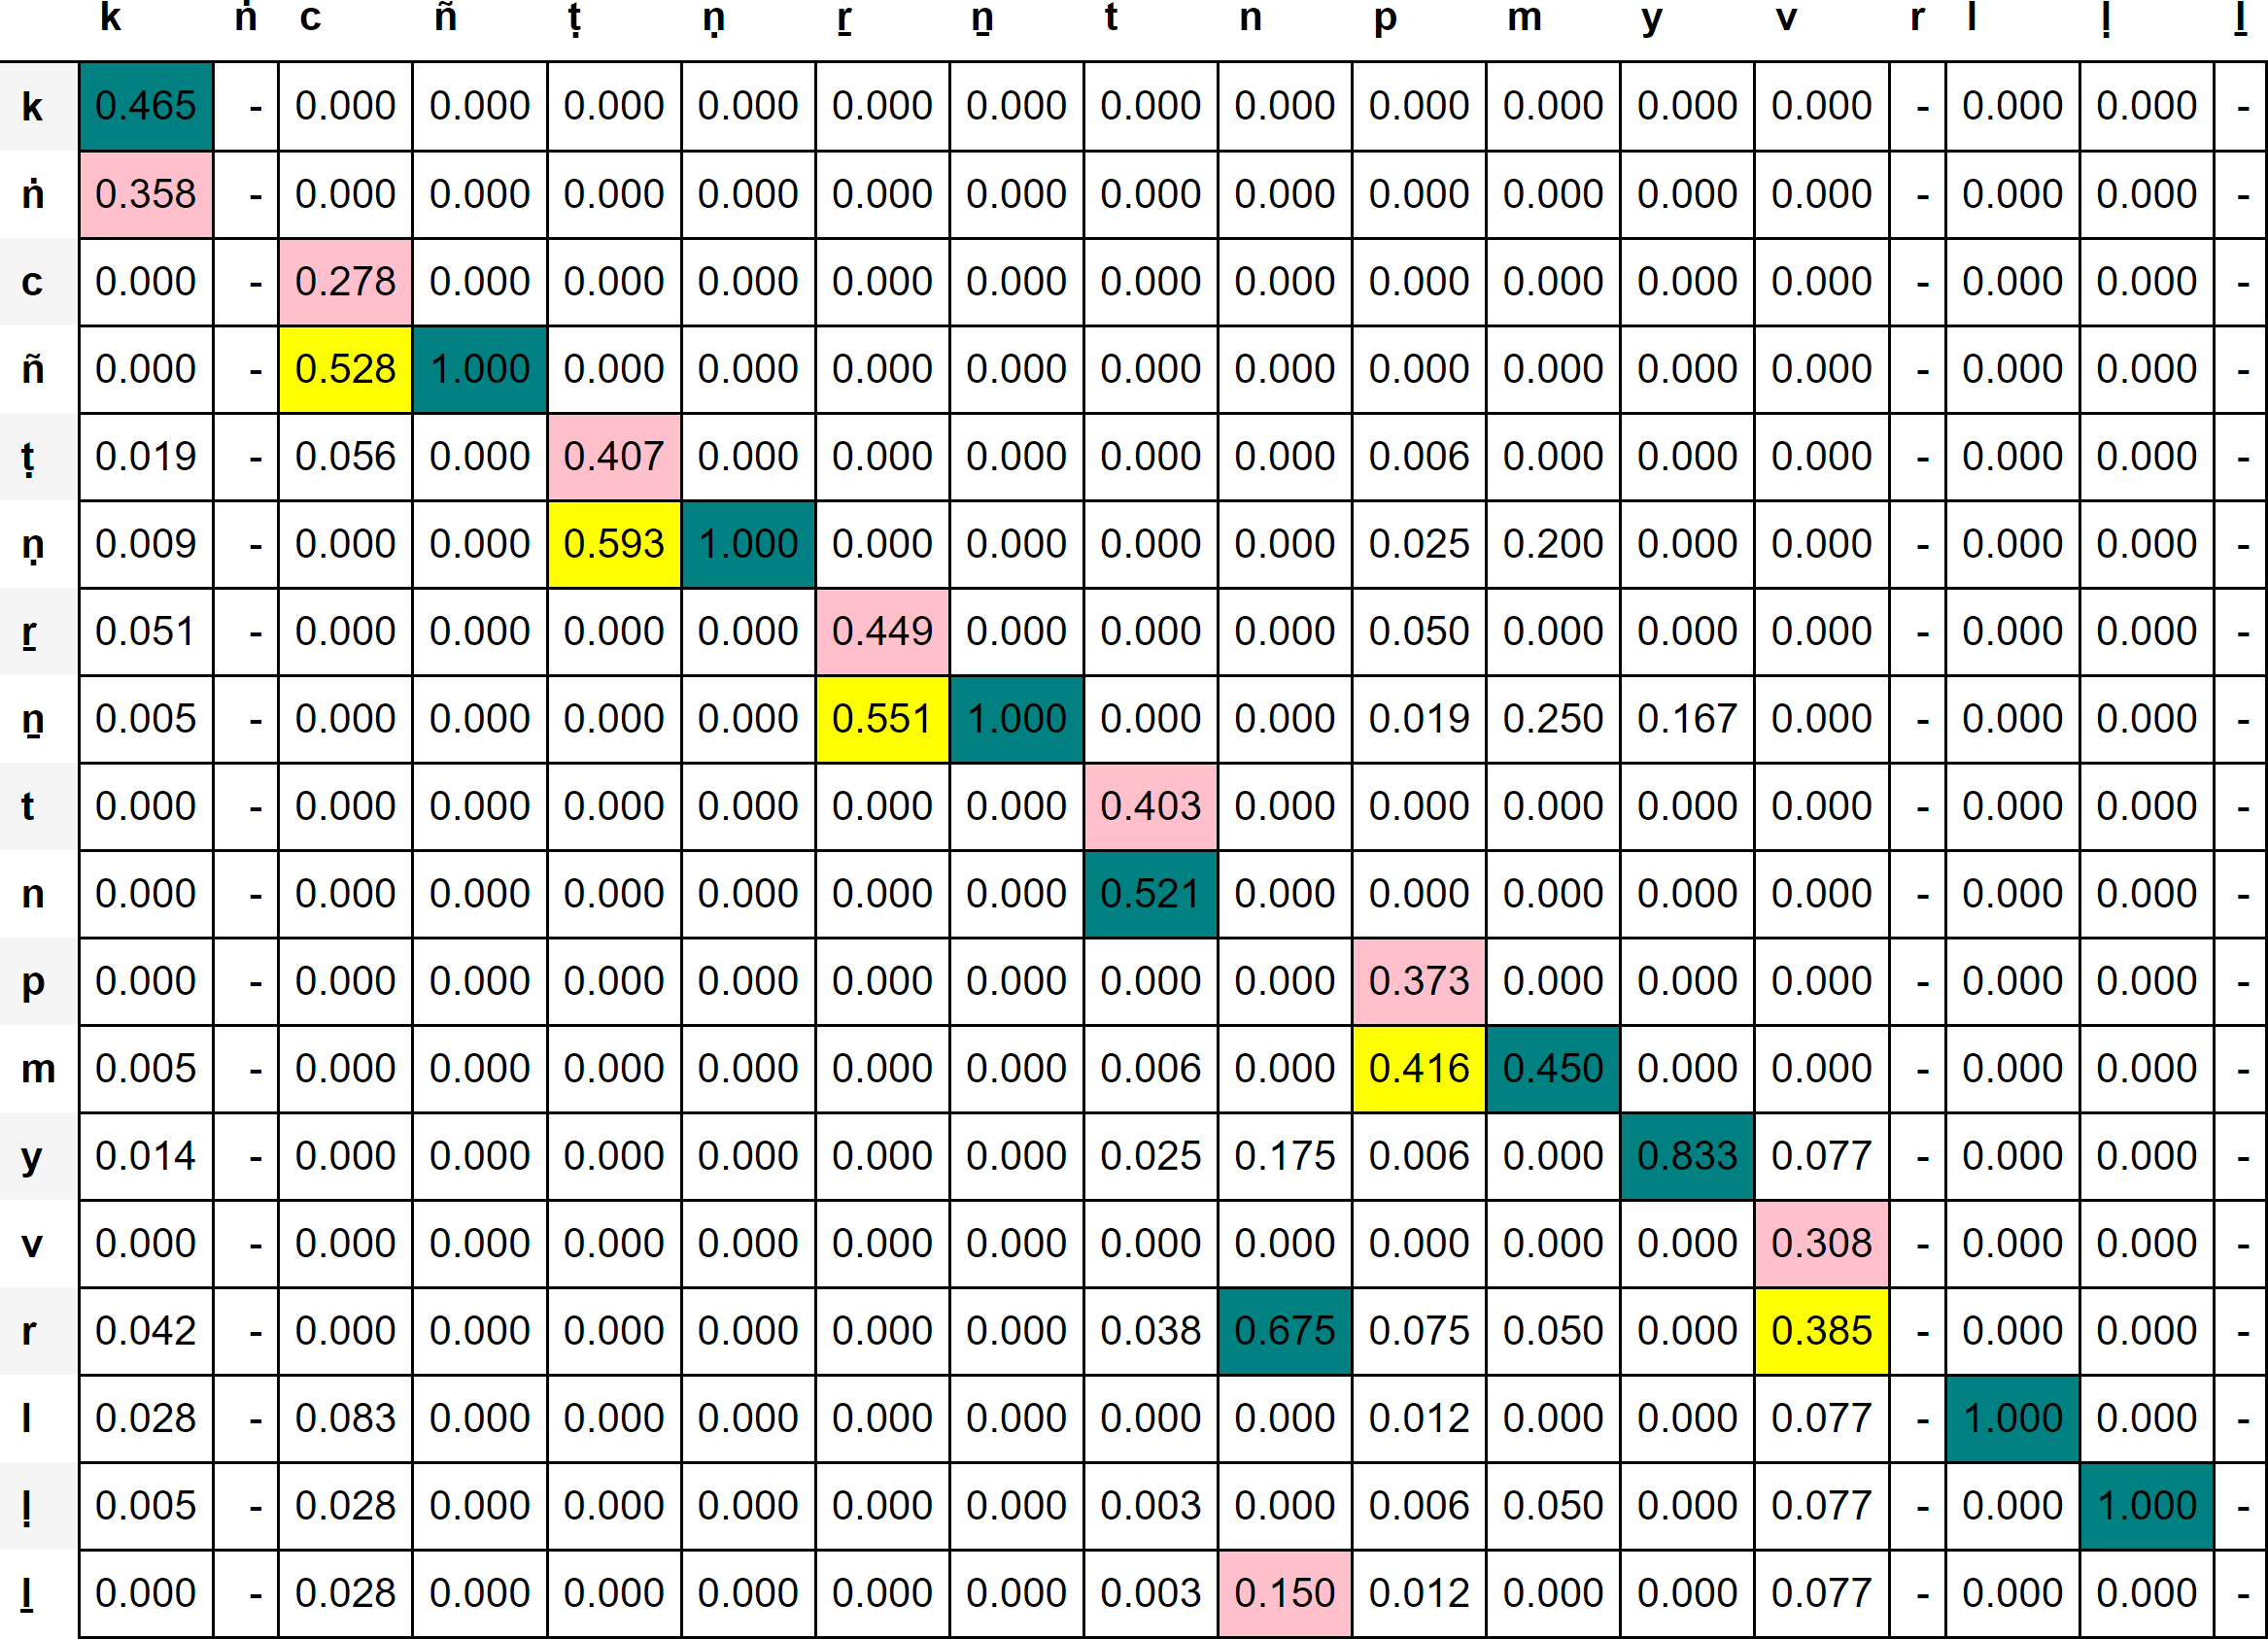 k ṅ c ñ ṭ ṇ ṟ ṉ t n p m y v r l ḷ ḻ
k 0.465 - 0.000 0.000 0.000 0.000 0.000 0.000 0.000 0.000 0.000 0.000 0.000 0.000 - 0.000 0.000 -
ṅ 0.358 - 0.000 0.000 0.000 0.000 0.000 0.000 0.000 0.000 0.000 0.000 0.000 0.000 - 0.000 0.000 -
c 0.000 - 0.278 0.000 0.000 0.000 0.000 0.000 0.000 0.000 0.000 0.000 0.000 0.000 - 0.000 0.000 -
ñ 0.000 - 0.528 1.000 0.000 0.000 0.000 0.000 0.000 0.000 0.000 0.000 0.000 0.000 - 0.000 0.000 -
ṭ 0.019 - 0.056 0.000 0.407 0.000 0.000 0.000 0.000 0.000 0.006 0.000 0.000 0.000 - 0.000 0.000 -
ṇ 0.009 - 0.000 0.000 0.593 1.000 0.000 0.000 0.000 0.000 0.025 0.200 0.000 0.000 - 0.000 0.000 -
ṟ 0.051 - 0.000 0.000 0.000 0.000 0.449 0.000 0.000 0.000 0.050 0.000 0.000 0.000 - 0.000 0.000 -
ṉ 0.005 - 0.000 0.000 0.000 0.000 0.551 1.000 0.000 0.000 0.019 0.250 0.167 0.000 - 0.000 0.000 -
t 0.000 - 0.000 0.000 0.000 0.000 0.000 0.000 0.403 0.000 0.000 0.000 0.000 0.000 - 0.000 0.000 -
n 0.000 - 0.000 0.000 0.000 0.000 0.000 0.000 0.521 0.000 0.000 0.000 0.000 0.000 - 0.000 0.000 -
p 0.000 - 0.000 0.000 0.000 0.000 0.000 0.000 0.000 0.000 0.373 0.000 0.000 0.000 - 0.000 0.000 -
m 0.005 - 0.000 0.000 0.000 0.000 0.000 0.000 0.006 0.000 0.416 0.450 0.000 0.000 - 0.000 0.000 -
y 0.014 - 0.000 0.000 0.000 0.000 0.000 0.000 0.025 0.175 0.006 0.000 0.833 0.077 - 0.000 0.000 -
v 0.000 - 0.000 0.000 0.000 0.000 0.000 0.000 0.000 0.000 0.000 0.000 0.000 0.308 - 0.000 0.000 -
r 0.042 - 0.000 0.000 0.000 0.000 0.000 0.000 0.038 0.675 0.075 0.050 0.000 0.385 - 0.000 0.000 -
l 0.028 - 0.083 0.000 0.000 0.000 0.000 0.000 0.000 0.000 0.012 0.000 0.000 0.077 - 1.000 0.000 -
ḷ 0.005 - 0.028 0.000 0.000 0.000 0.000 0.000 0.003 0.000 0.006 0.050 0.000 0.077 - 0.000 1.000 -
ḻ 0.000 - 0.028 0.000 0.000 0.000 0.000 0.000 0.003 0.150 0.012 0.000 0.000 0.077 - 0.000 0.000 -